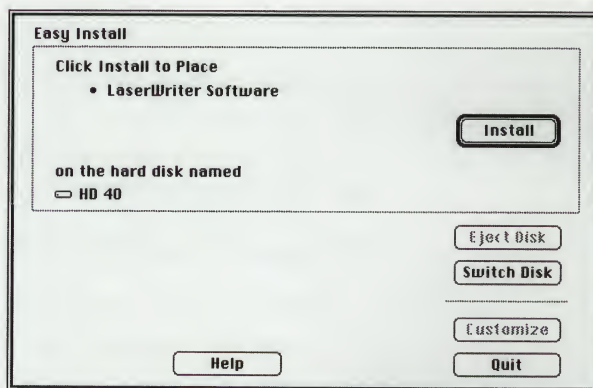 Easy Install
Click Install to Place
• LaserWriter Software
Install
on the hard disk named
HD 40
Eject Disk
Switch Disk
Customize
Help
Quit